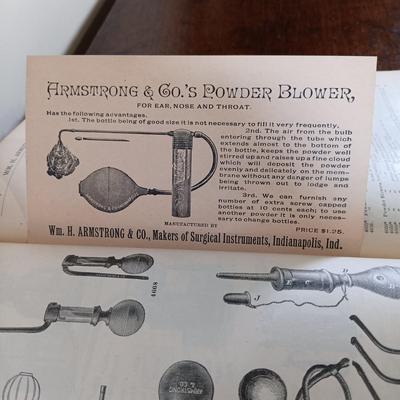 ARMSTRONG & CO.'S POWDER BLOWER,
FOR EAR, NOSE AND THROAT.
Has the following advantages.
1st. The bottle being of good size it is not necessary to fill it very frequently.
2nd. The air from the bulb
entering through the tube which
extends almost to the bottom of
the bottle, keeps the powder well
stirred up and raises up a fine cloud
which will deposit the powder
evenly and delicately on the mem-
brane without any danger of lumps
being thrown out to lodge and
irritate.
3rd. We can furnish any
number of extra screw capped
bottles at 10 cents each; to use
another powder it is only neces-
sary to change bottles.
MANUFACTURED BY
PRICE $1.25.
Wm. H. ARMSTRONG & CO., Makers of Surgical Instruments, Indianapolis, Ind.
4668
D
J
ARMSTRONG
& CO.